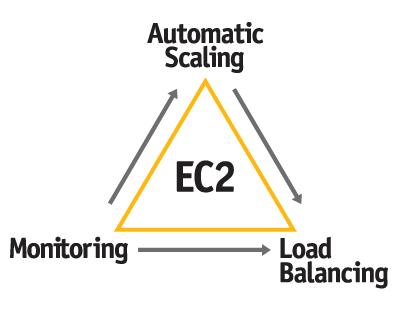 Automatic
Scaling
EC2
Monitoring
Load
Balancing